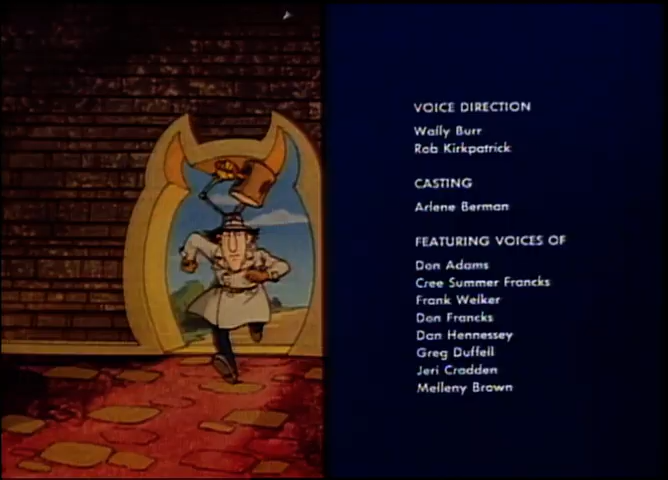 VOICE DIRECTION
Wally Burr
Rob Kirkpatrick
CASTING
Arlene Berman
FEATURING VOICES OF
Don Adams
Cree Summer Francks
Frank Welker
Don Francks
Dan Hennessey
Greg Duffell
Jeri Cradden
Melleny Brown